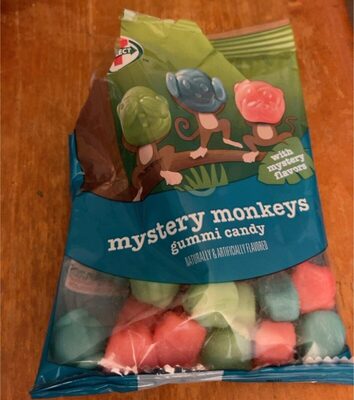 with
mystery
flavors
mystery monkeys
gummi candy
NATURALLY & ARTIFICIALLY FLAVORED